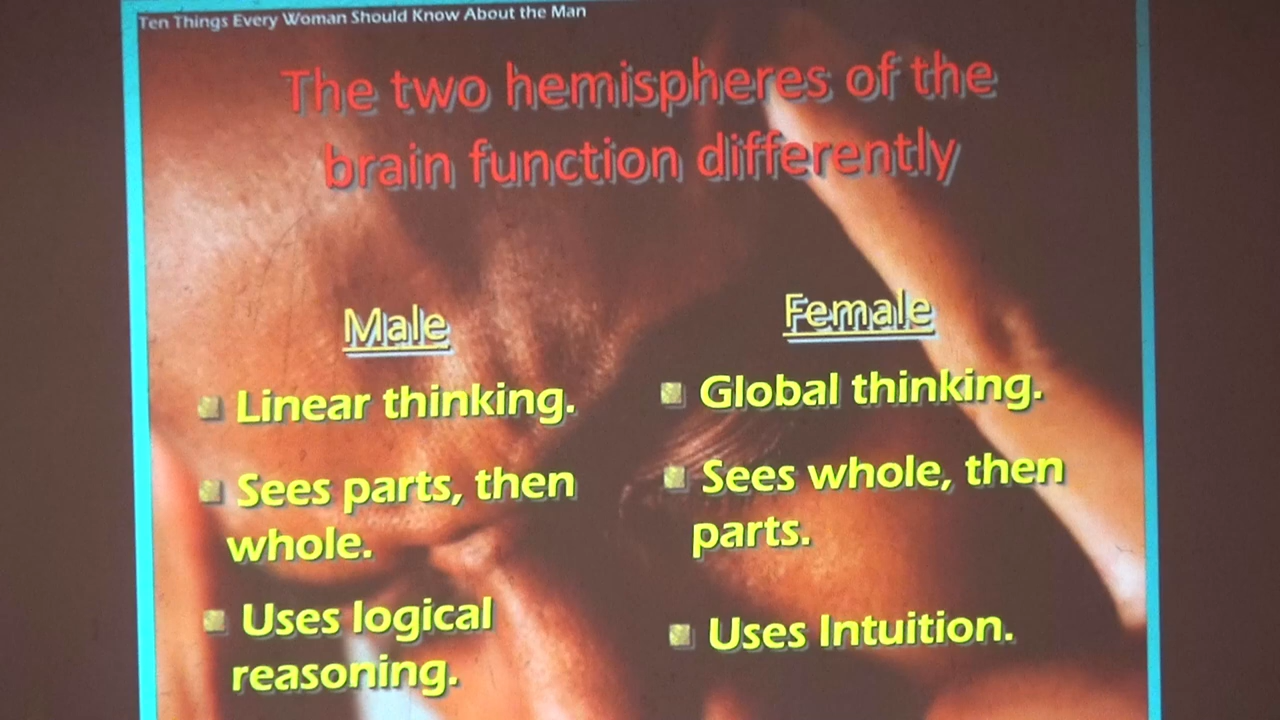 Ten Things Every Woman Should Know About the Man
The two hemispheres of the
brain function differently
Male
Linear thinking.
Sees parts, then
whole.
Uses logical
reasoning.
Female
Global thinking.
Sees whole, then
parts.
Uses Intuition.